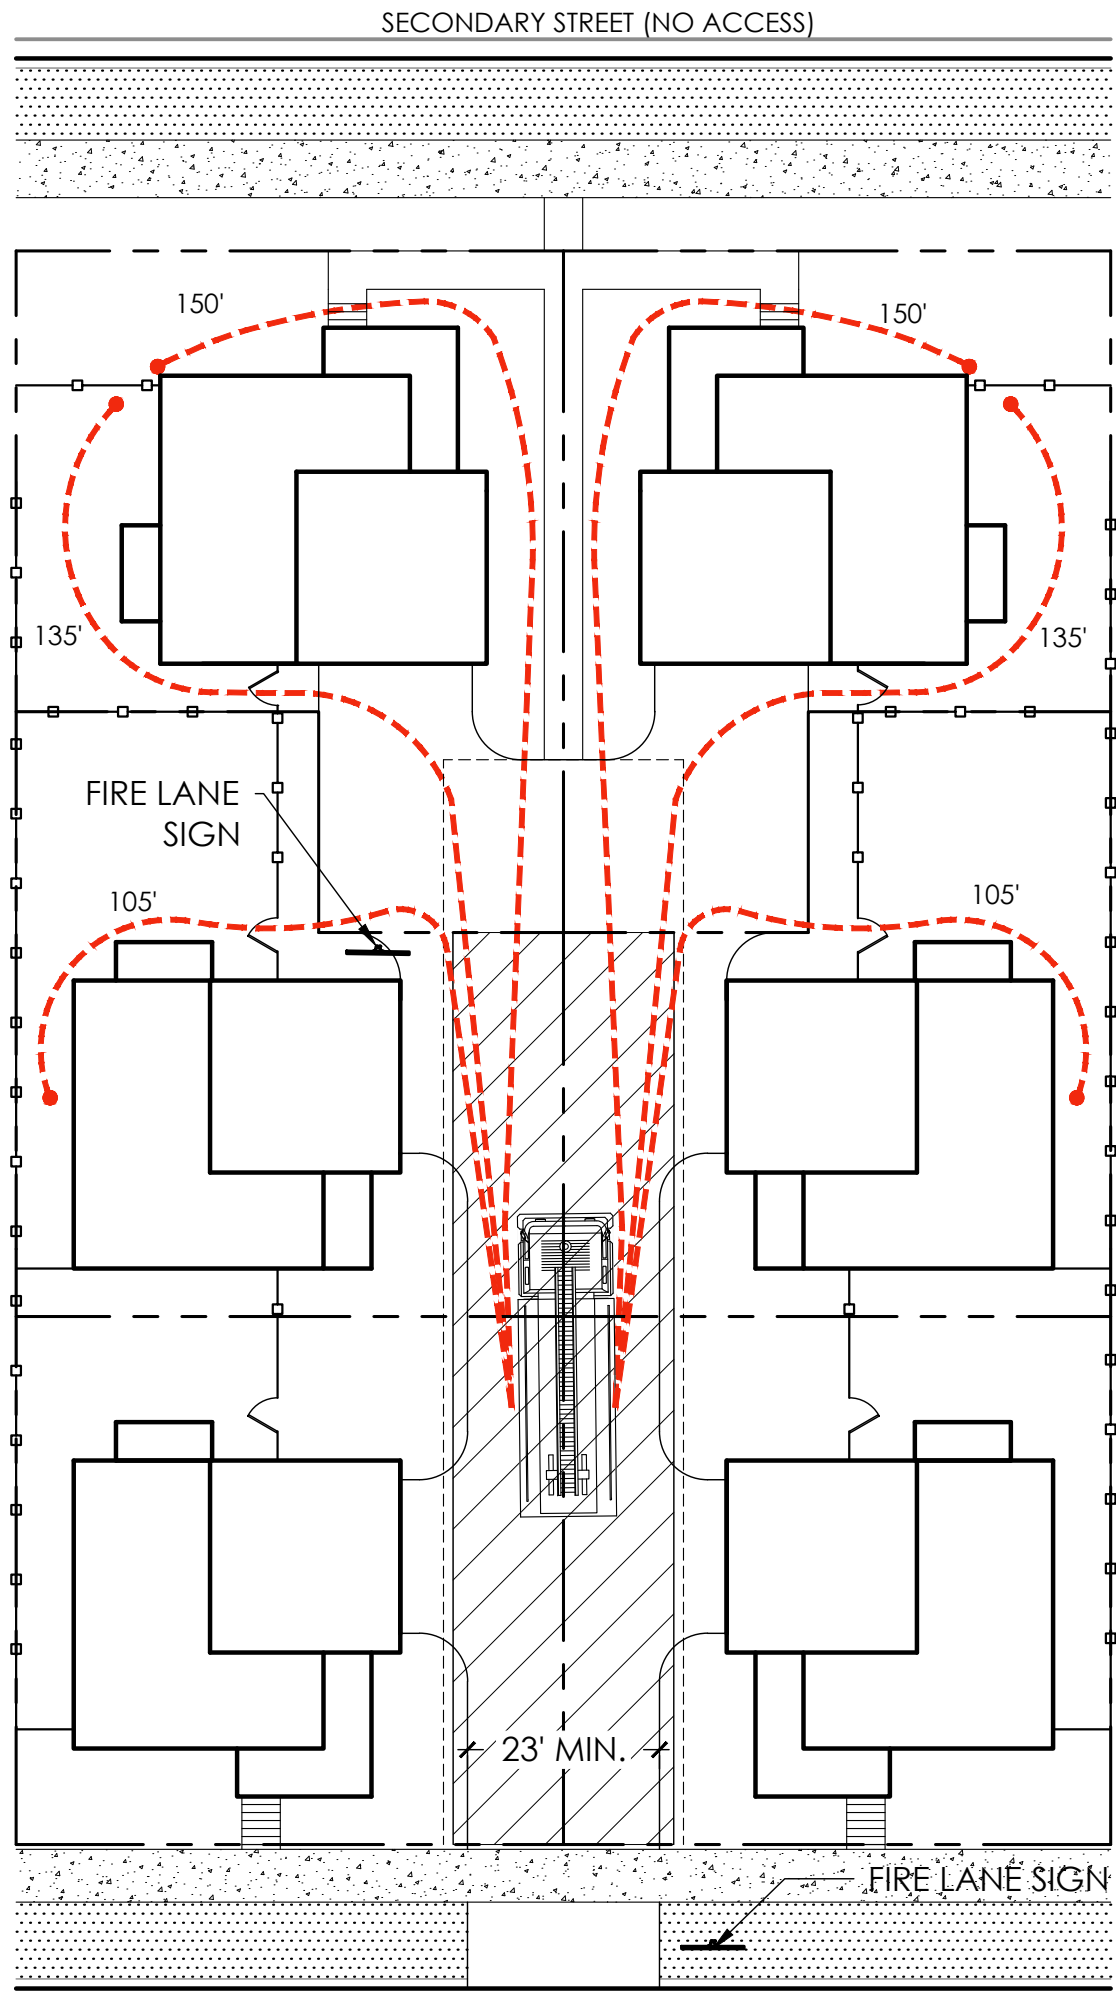 SECONDARY STREET (NO ACCESS)
150'
150'
135'
135'
FIRE LANE
SIGN
105'
105'
23' MIN.
FIRE LANE SIGN